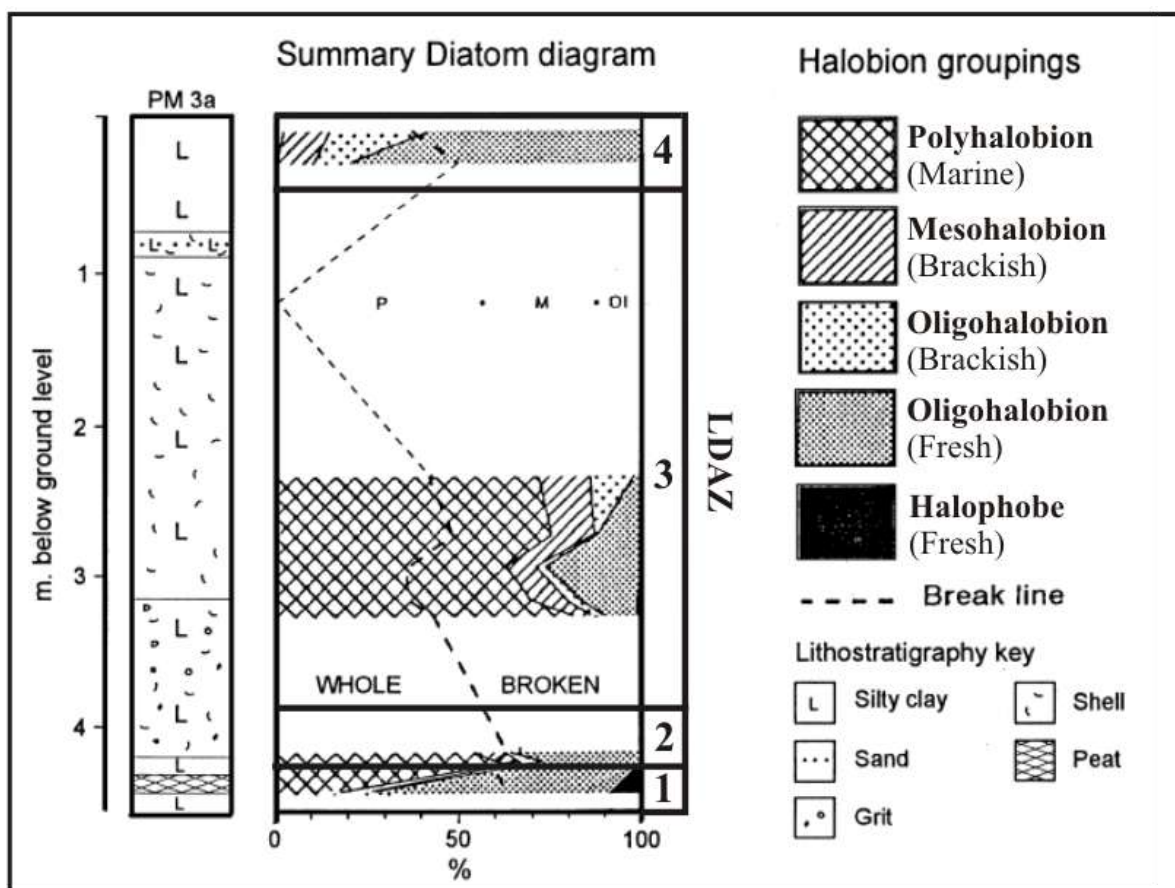 Summary Diatom diagram
PM 3a
L
L
L L
L
L
L
L
L
L
L
L
1
2
3
4
m. below ground level
P • M • Ol
WHOLE BROKEN
4
3
2
1
LDAZ
0 50 100
%
Halobion groupings
Polyhalobion
(Marine)
Mesohalobion
(Brackish)
Oligohalobion
(Brackish)
Oligohalobion
(Fresh)
Halophobe
(Fresh)
Break line
Lithostratigraphy key
L Silty clay
Shell
Sand
Peat
Grit